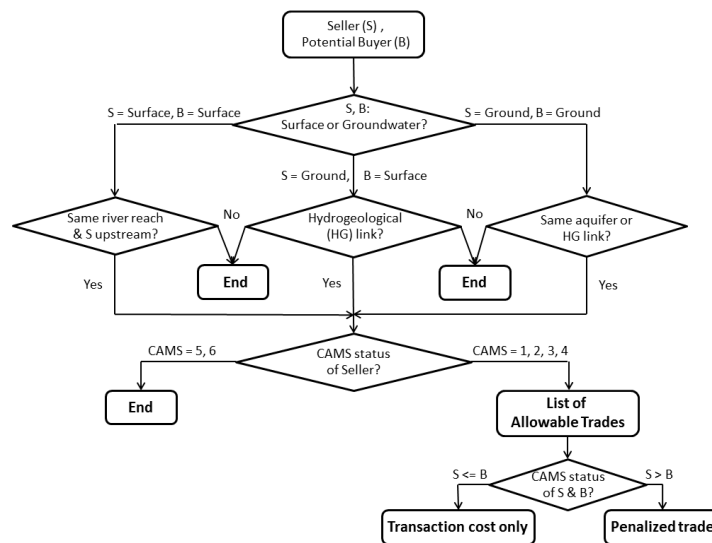 Seller (S) ,
Potential Buyer (B)
S, B:
Surface or Groundwater?
S = Surface, B = Surface
S = Ground, B = Ground
S = Ground, B = Surface
Same river reach
& S upstream?
No
Hydrogeological
(HG) link?
No
Same aquifer or
HG link?
End
End
Yes
Yes
Yes
CAMS = 5, 6
CAMS status
of Seller?
CAMS = 1, 2, 3, 4
End
List of
Allowable Trades
S <= B
CAMS status
of S & B?
S > B
Transaction cost only
Penalized trade